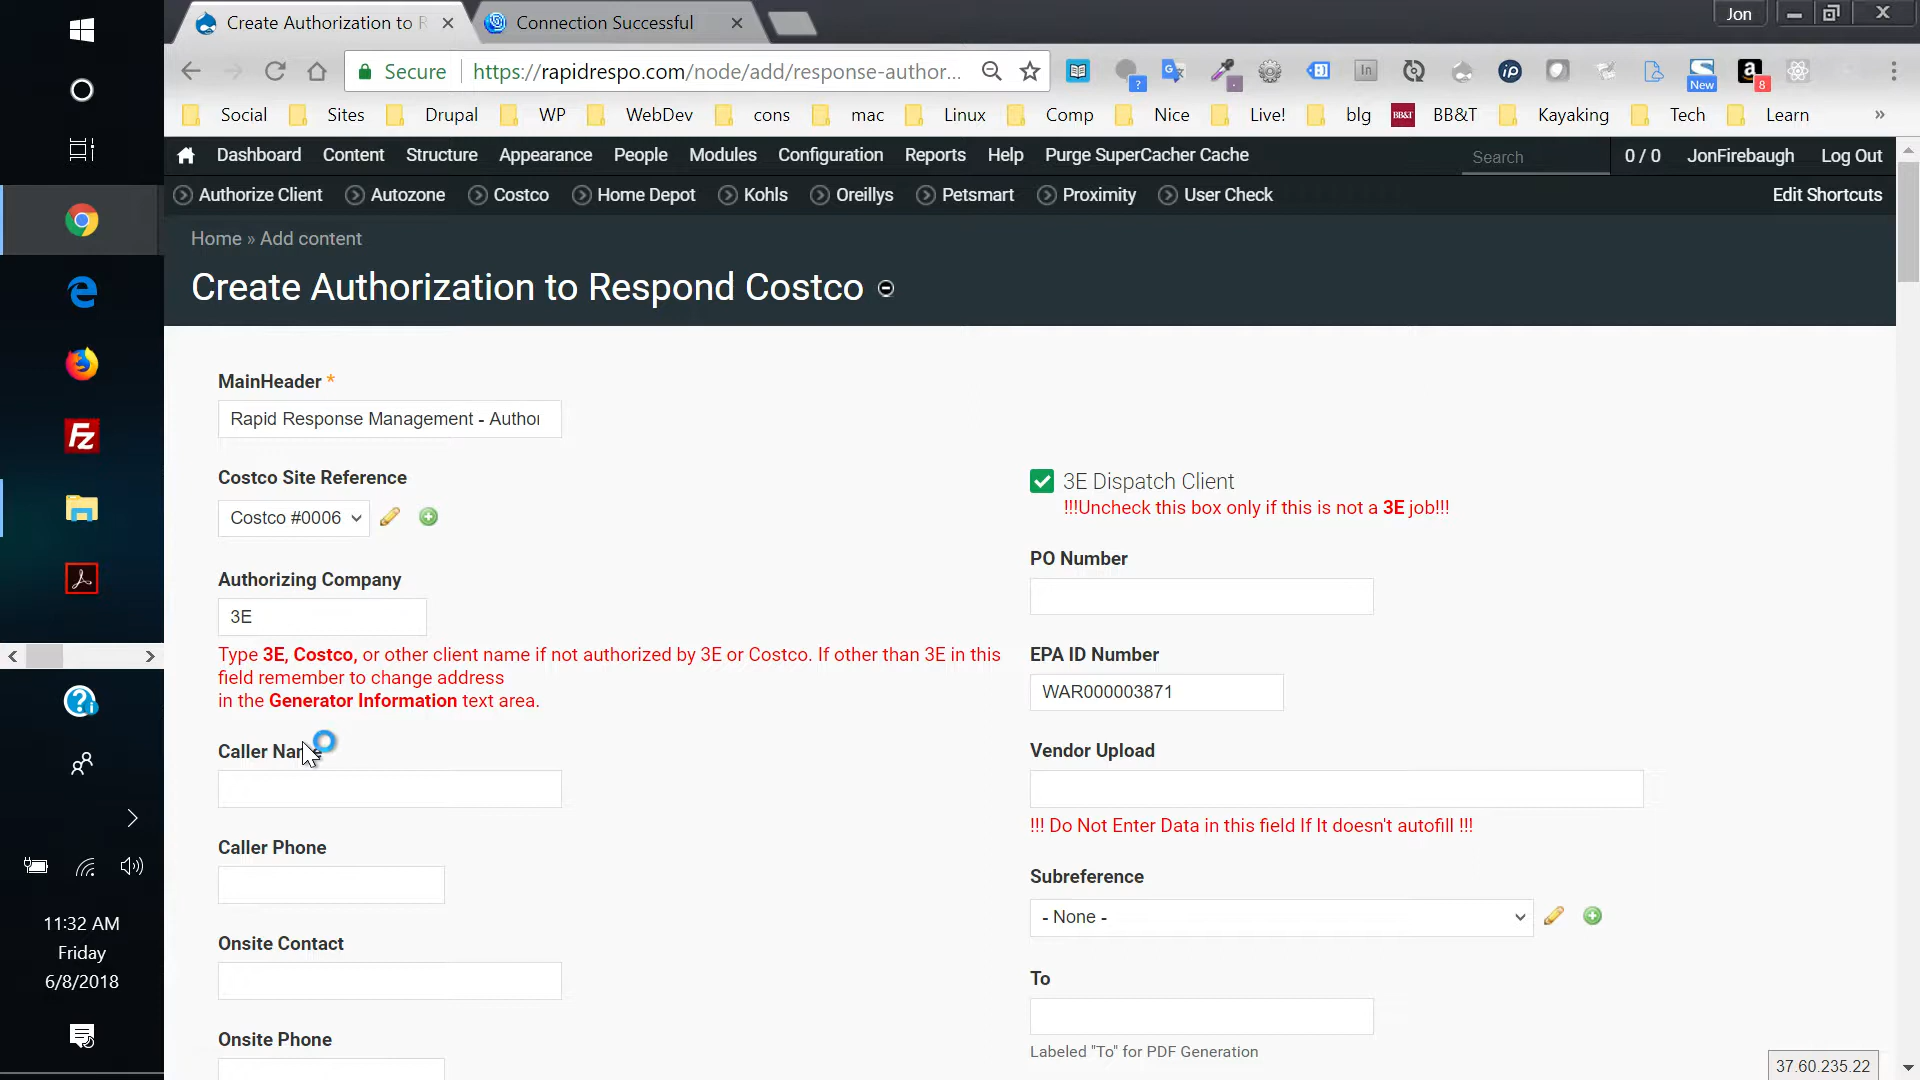 Create Authorization to R
Connection Successful
Jon
Secure
https://rapidrespo.com/node/add/response-author...
New
8
Social
Sites
Drupal
WP
WebDev
cons
mac
Linux
Comp
Nice
Live!
blg
BB&T
BB&T
Kayaking
Tech
Learn
»
Dashboard
Content
Structure
Appearance
People
Modules
Configuration
Reports
Help
Purge SuperCacher Cache
Search
0 / 0
JonFirebaugh
Log Out
Authorize Client
Autozone
Costco
Home Depot
Kohls
Oreillys
Petsmart
Proximity
User Check
Edit Shortcuts
Home » Add content
Create Authorization to Respond Costco
MainHeader *
Rapid Response Management - Author
Costco Site Reference
Costco #0006
Authorizing Company
3E
Type 3E, Costco, or other client name if not authorized by 3E or Costco. If other than 3E in this
field remember to change address
in the Generator Information text area.
Caller Name
Caller Phone
Onsite Contact
Onsite Phone
3E Dispatch Client
!!!Uncheck this box only if this is not a 3E job!!!
PO Number
EPA ID Number
WAR000003871
Vendor Upload
!!! Do Not Enter Data in this field If It doesn't autofill !!!
Subreference
- None -
To
Labeled "To" for PDF Generation
37.60.235.22
11:32 AM
Friday
6/8/2018